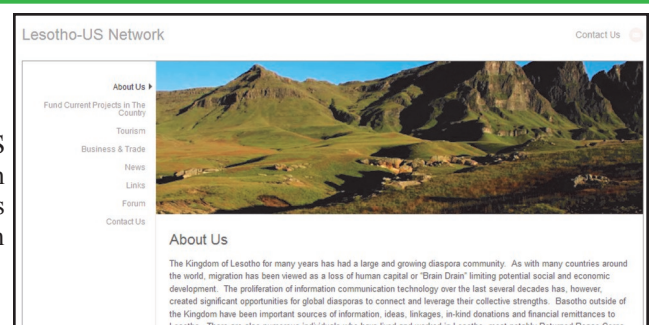 Lesotho-US Network
Contact Us
About Us
Fund Current Projects in The
Country
Tourism
Business & Trade
News
Links
Forum
Contact Us
About Us
The Kingdom of Lesotho for many years has had a large and growing diaspora community. As with many countries around
the world, migration has been viewed as a loss of human capital or "Brain Drain" limiting potential social and economic
development. The proliferation of information communication technology over the last several decades has, however,
created significant opportunities for global diasporas to connect and leverage their collective strengths. Basotho outside of
the Kingdom have been important sources of information, ideas, linkages, in-kind donations and financial remittances to